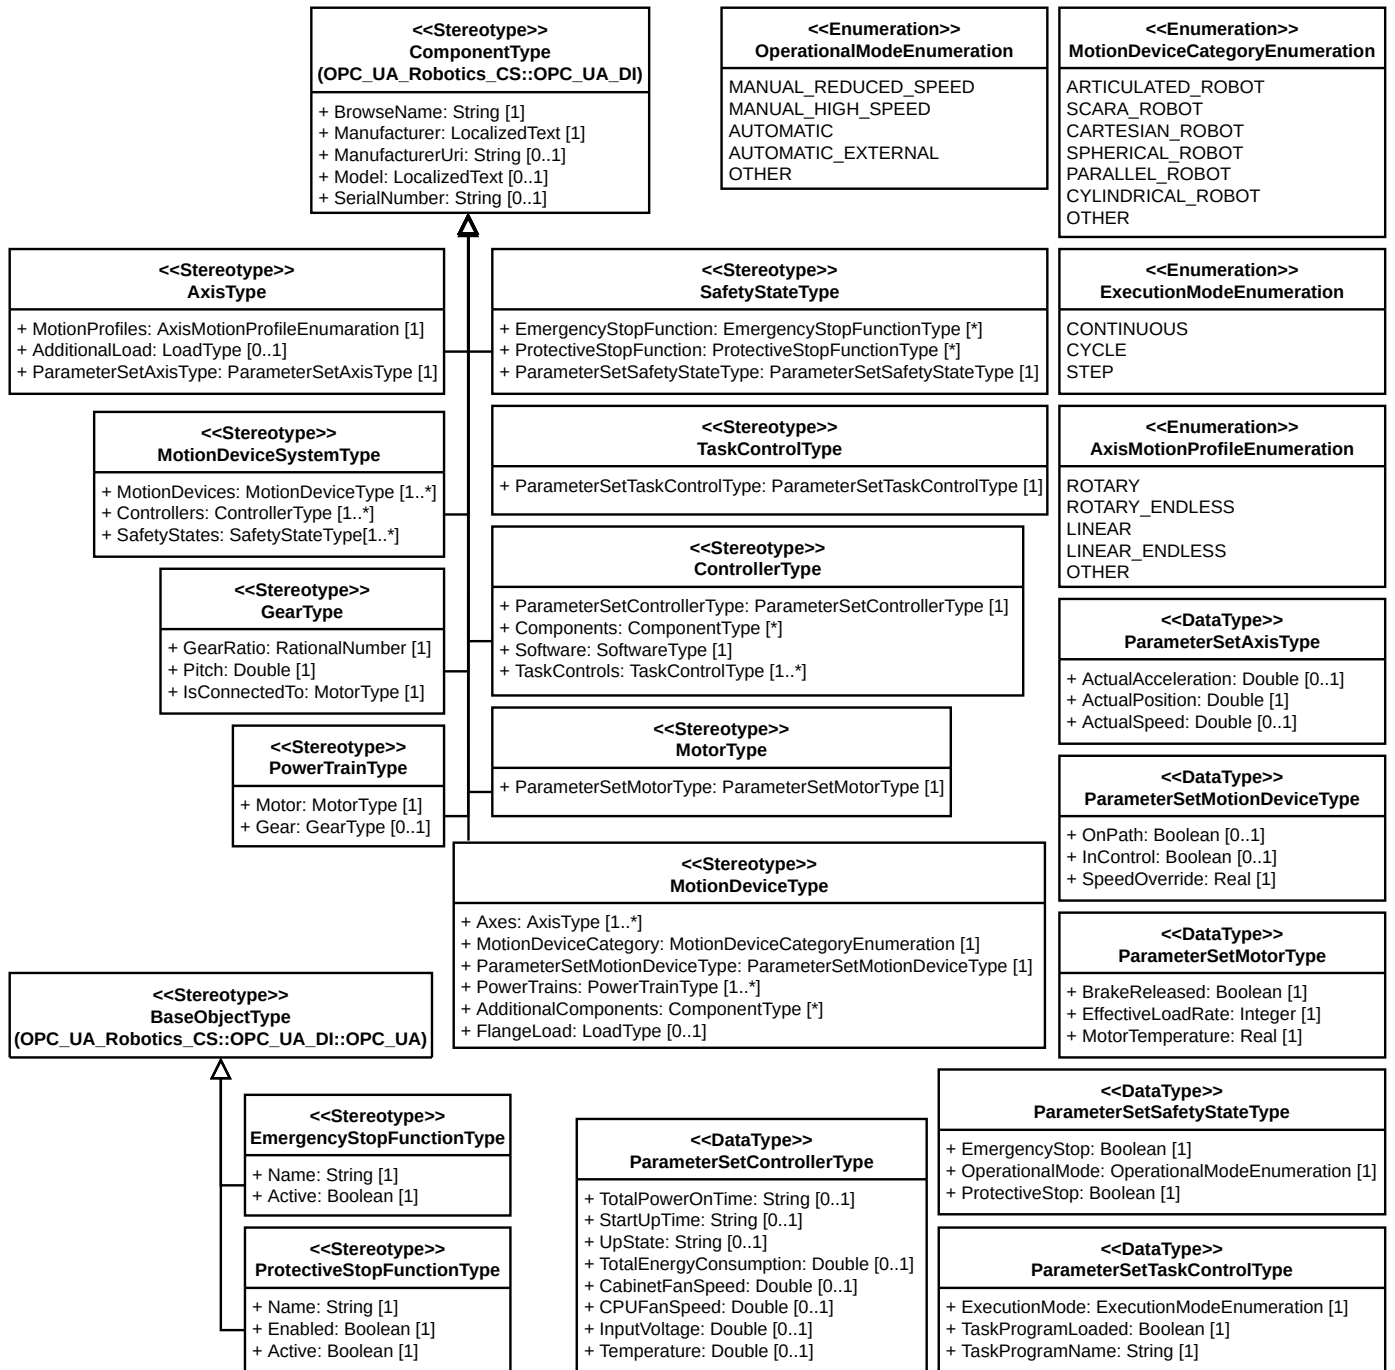 <<Stereotype>>
ComponentType
(OPC_UA_Robotics_CS::OPC_UA_DI)
+ BrowseName: String [1]
+ Manufacturer: LocalizedText [1]
+ ManufacturerUri: String [0..1]
+ Model: LocalizedText [0..1]
+ SerialNumber: String [0..1]
<<Enumeration>>
OperationalModeEnumeration
MANUAL_REDUCED_SPEED
MANUAL_HIGH_SPEED
AUTOMATIC
AUTOMATIC_EXTERNAL
OTHER
<<Enumeration>>
MotionDeviceCategoryEnumeration
ARTICULATED_ROBOT
SCARA_ROBOT
CARTESIAN_ROBOT
SPHERICAL_ROBOT
PARALLEL_ROBOT
CYLINDRICAL_ROBOT
OTHER
<<Stereotype>>
AxisType
+ MotionProfiles: AxisMotionProfileEnumaration [1]
+ AdditionalLoad: LoadType [0..1]
+ ParameterSetAxisType: ParameterSetAxisType [1]
<<Stereotype>>
SafetyStateType
+ EmergencyStopFunction: EmergencyStopFunctionType [*]
+ ProtectiveStopFunction: ProtectiveStopFunctionType [*]
+ ParameterSetSafetyStateType: ParameterSetSafetyStateType [1]
<<Enumeration>>
ExecutionModeEnumeration
CONTINUOUS
CYCLE
STEP
<<Stereotype>>
MotionDeviceSystemType
+ MotionDevices: MotionDeviceType [1..*]
+ Controllers: ControllerType [1..*]
+ SafetyStates: SafetyStateType[1..*]
<<Stereotype>>
TaskControlType
+ ParameterSetTaskControlType: ParameterSetTaskControlType [1]
<<Enumeration>>
AxisMotionProfileEnumeration
ROTARY
ROTARY_ENDLESS
LINEAR
LINEAR_ENDLESS
OTHER
<<Stereotype>>
GearType
+ GearRatio: RationalNumber [1]
+ Pitch: Double [1]
+ IsConnectedTo: MotorType [1]
<<Stereotype>>
ControllerType
+ ParameterSetControllerType: ParameterSetControllerType [1]
+ Components: ComponentType [*]
+ Software: SoftwareType [1]
+ TaskControls: TaskControlType [1..*]
<<DataType>>
ParameterSetAxisType
+ ActualAcceleration: Double [0..1]
+ ActualPosition: Double [1]
+ ActualSpeed: Double [0..1]
<<Stereotype>>
PowerTrainType
+ Motor: MotorType [1]
+ Gear: GearType [0..1]
<<Stereotype>>
MotorType
+ ParameterSetMotorType: ParameterSetMotorType [1]
<<DataType>>
ParameterSetMotionDeviceType
+ OnPath: Boolean [0..1]
+ InControl: Boolean [0..1]
+ SpeedOverride: Real [1]
<<Stereotype>>
MotionDeviceType
+ Axes: AxisType [1..*]
+ MotionDeviceCategory: MotionDeviceCategoryEnumeration [1]
+ ParameterSetMotionDeviceType: ParameterSetMotionDeviceType [1]
+ PowerTrains: PowerTrainType [1..*]
+ AdditionalComponents: ComponentType [*]
+ FlangeLoad: LoadType [0..1]
<<DataType>>
ParameterSetMotorType
+ BrakeReleased: Boolean [1]
+ EffectiveLoadRate: Integer [1]
+ MotorTemperature: Real [1]
<<Stereotype>>
BaseObjectType
(OPC_UA_Robotics_CS::OPC_UA_DI::OPC_UA)
<<Stereotype>>
EmergencyStopFunctionType
+ Name: String [1]
+ Active: Boolean [1]
<<Stereotype>>
ProtectiveStopFunctionType
+ Name: String [1]
+ Enabled: Boolean [1]
+ Active: Boolean [1]
<<DataType>>
ParameterSetControllerType
+ TotalPowerOnTime: String [0..1]
+ StartUpTime: String [0..1]
+ UpState: String [0..1]
+ TotalEnergyConsumption: Double [0..1]
+ CabinetFanSpeed: Double [0..1]
+ CPUFanSpeed: Double [0..1]
+ InputVoltage: Double [0..1]
+ Temperature: Double [0..1]
<<DataType>>
ParameterSetSafetyStateType
+ EmergencyStop: Boolean [1]
+ OperationalMode: OperationalModeEnumeration [1]
+ ProtectiveStop: Boolean [1]
<<DataType>>
ParameterSetTaskControlType
+ ExecutionMode: ExecutionModeEnumeration [1]
+ TaskProgramLoaded: Boolean [1]
+ TaskProgramName: String [1]